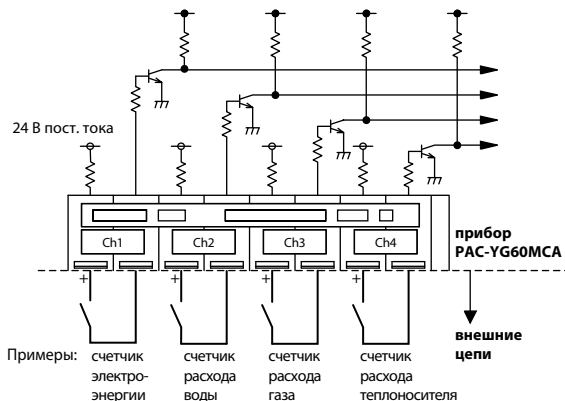 24 В пост. тока
Ch1 Ch2 Ch3 Ch4
прибор
PAC-YG60MCA
+ + + +
внешние
цепи
Примеры: счетчик счетчик счетчик счетчик
электро- расхода расхода расхода
энергии воды газа теплоносителя